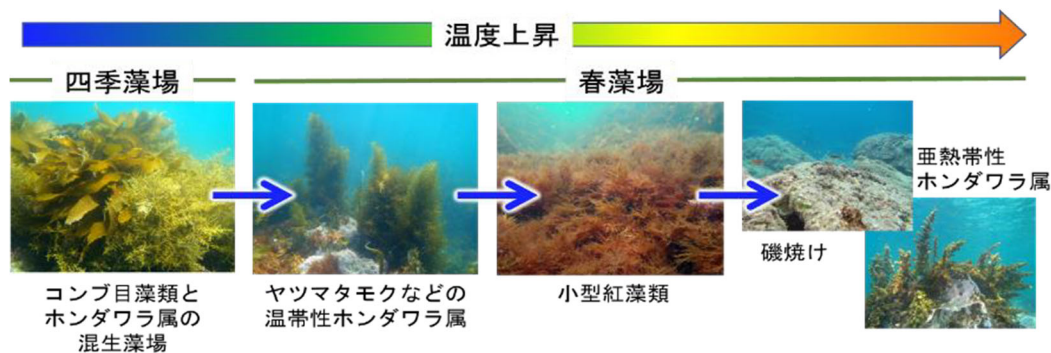 温度上昇
四季藻場
春藻場
コンブ目藻類と
ホンダワラ属の
混生藻場
ヤツマタモクなどの
温帯性ホンダワラ属
小型紅藻類
磯焼け
亜熱帯性
ホンダワラ属